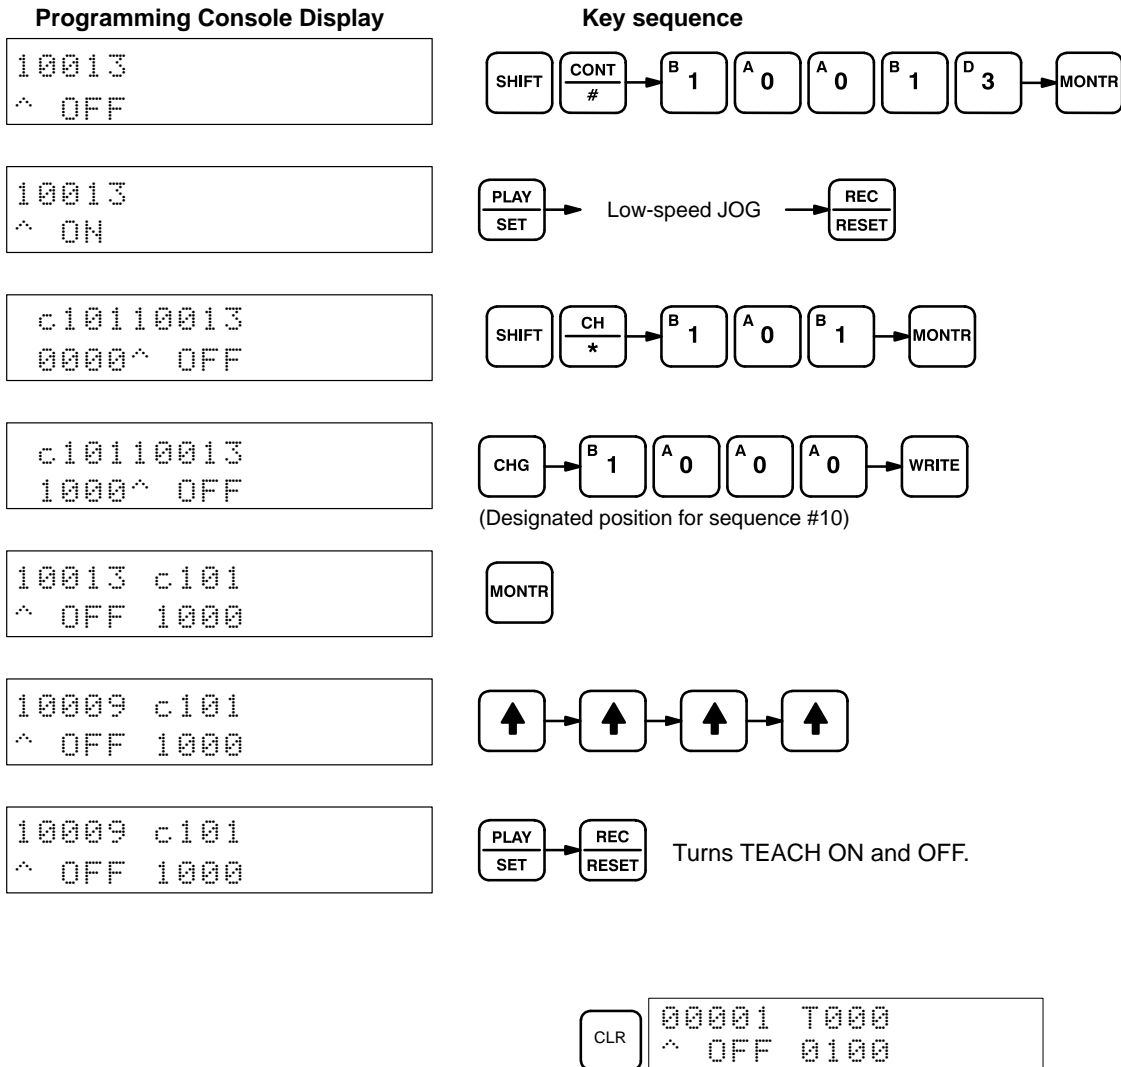 Programming Console Display Key sequence
10013
^ OFF
SHIFT CONT # B 1 A 0 A 0 B 1 D 3 MONTR
10013
^ ON
PLAY SET Low-speed JOG REC RESET
c10110013
0000^ OFF
SHIFT CH * B 1 A 0 B 1 MONTR
c10110013
1000^ OFF
CHG B 1 A 0 A 0 A 0 WRITE
(Designated position for sequence #10)
10013 c101
^ OFF 1000
MONTR
10009 c101
^ OFF 1000
10009 c101
^ OFF 1000
PLAY SET REC RESET Turns TEACH ON and OFF.
CLR
00001 T000
^ OFF 0100